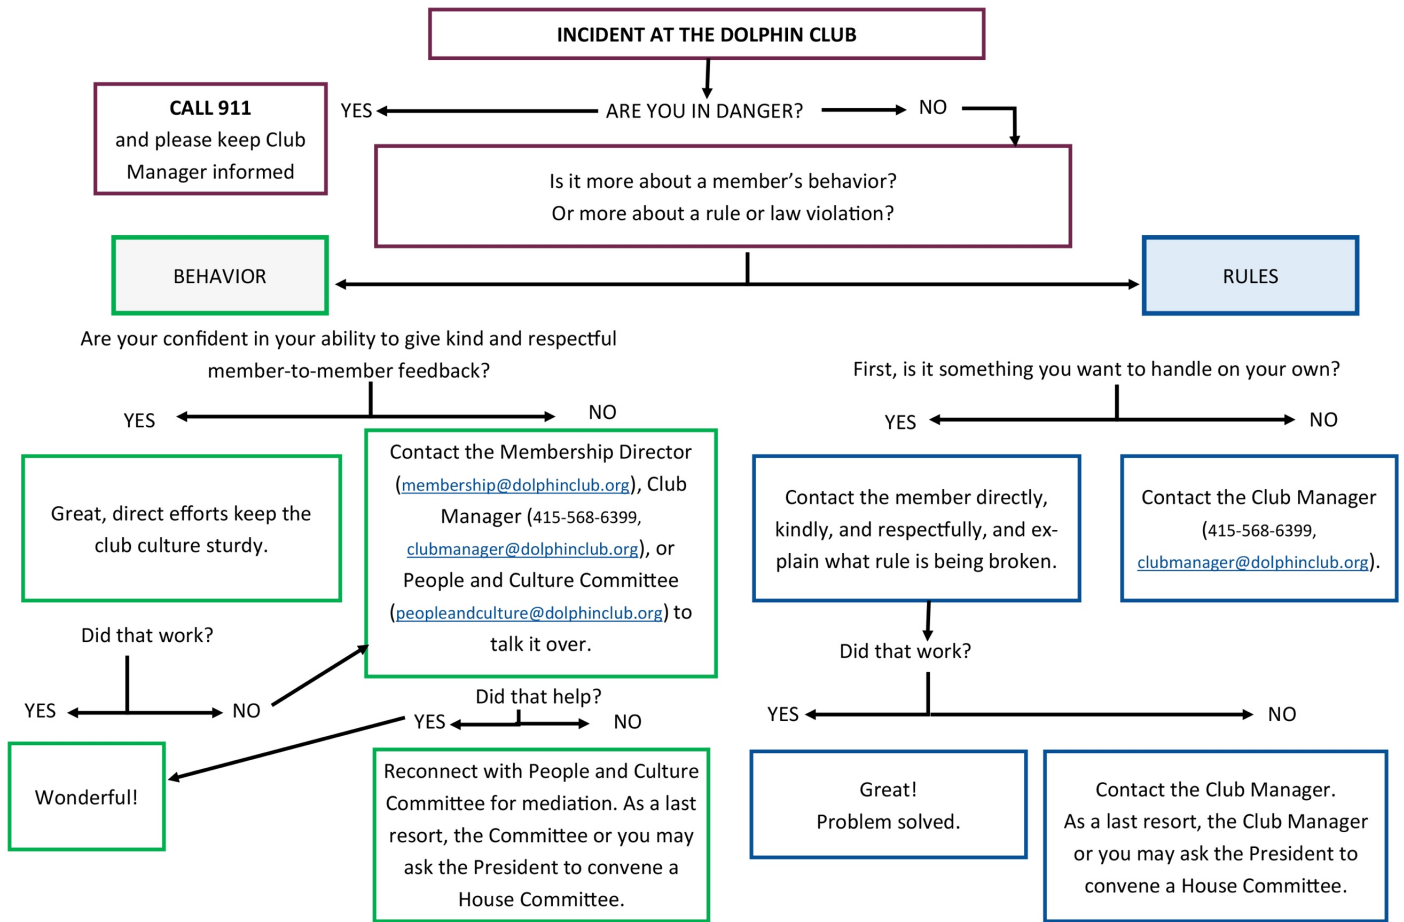 INCIDENT AT THE DOLPHIN CLUB
CALL 911
and please keep Club
Manager informed
YES
ARE YOU IN DANGER?
NO
Is it more about a member’s behavior?
Or more about a rule or law violation?
BEHAVIOR
RULES
Are your confident in your ability to give kind and respectful
member-to-member feedback?
YES
NO
Great, direct efforts keep the
club culture sturdy.
Contact the Membership Director
(membership@dolphinclub.org), Club
Manager (415-568-6399,
clubmanager@dolphinclub.org), or
People and Culture Committee
(peopleandculture@dolphinclub.org) to
talk it over.
Did that work?
YES
NO
Wonderful!
Did that help?
YES
NO
Reconnect with People and Culture
Committee for mediation. As a last
resort, the Committee or you may
ask the President to convene a
House Committee.
First, is it something you want to handle on your own?
YES
NO
Contact the member directly,
kindly, and respectfully, and ex-
plain what rule is being broken.
Contact the Club Manager
(415-568-6399,
clubmanager@dolphinclub.org).
Did that work?
YES
NO
Great!
Problem solved.
Contact the Club Manager.
As a last resort, the Club Manager
or you may ask the President to
convene a House Committee.